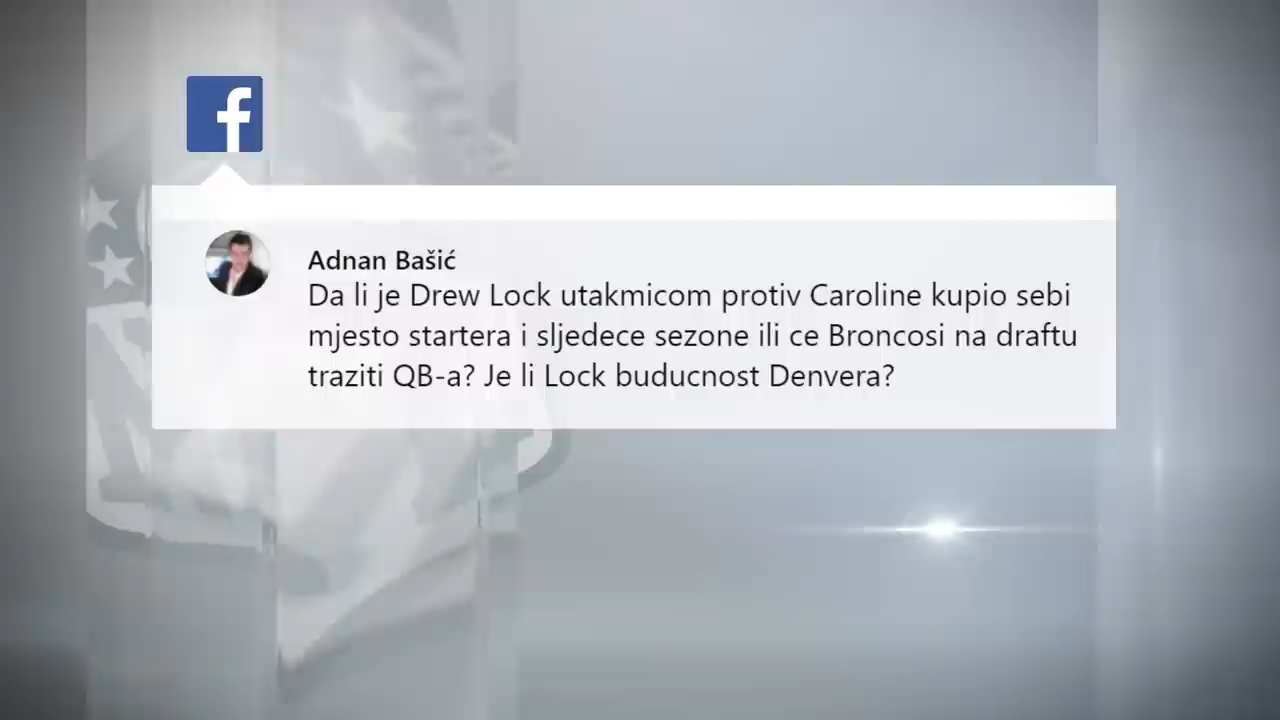 f
Adnan Bašić
Da li je Drew Lock utakmicom protiv Caroline kupio sebi
mjesto startera i sljedece sezone ili ce Broncosi na draftu
traziti QB-a? Je li Lock buducnost Denvera?